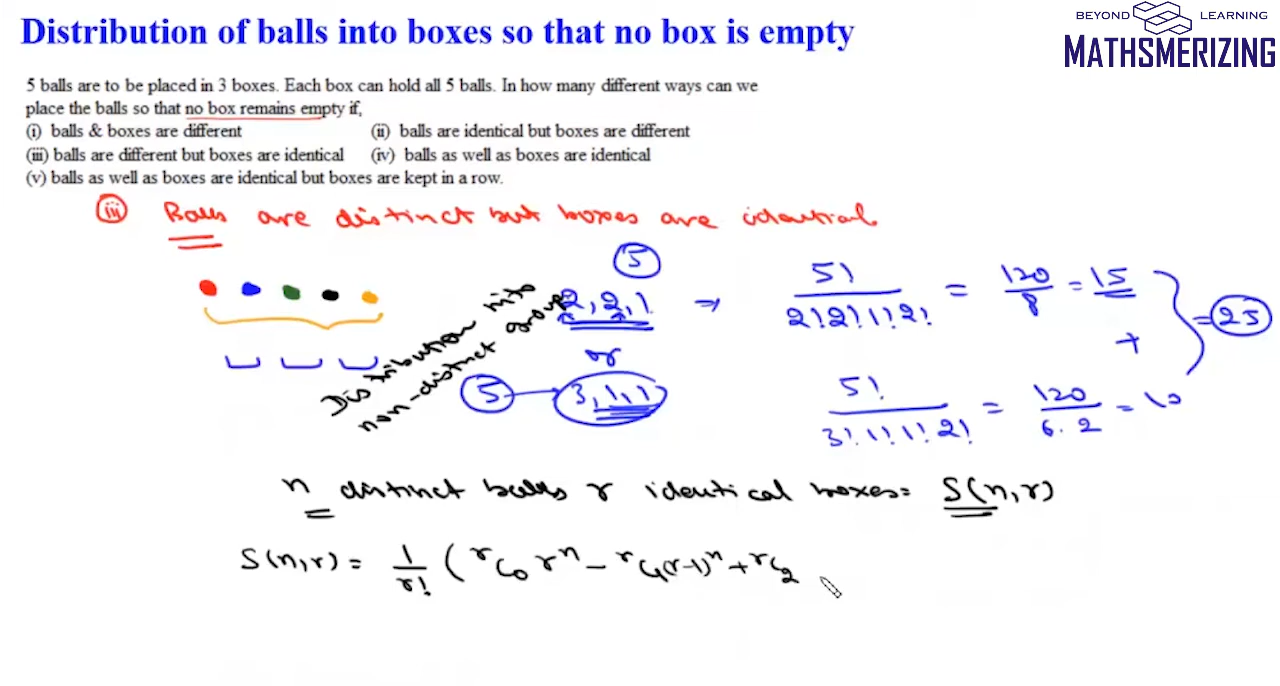 BEYOND LEARNING
MATHSMERIZING
Distribution of balls into boxes so that no box is empty
5 balls are to be placed in 3 boxes. Each box can hold all 5 balls. In how many different ways can we
place the balls so that no box remains empty if,
(i) balls & boxes are different (ii) balls are identical but boxes are different
(iii) balls are different but boxes are identical (iv) balls as well as boxes are identical
(v) balls as well as boxes are identical but boxes are kept in a row.
(iii) Balls are distinct but boxes are identical
5
2, 2, 1 → 5! / 2!2!1!2! = 120/8 = 15
or +
= 25
5 → 3, 1, 1 5! / 3!1!1!2! = 120 / 6.2 = 10
Distribution into
non-distinct group
n distinct balls r identical boxes = S(n,r)
S(n,r) = 1/r! ( ʳC₀ rⁿ − ʳC₁(r-1)ⁿ + ʳC₂